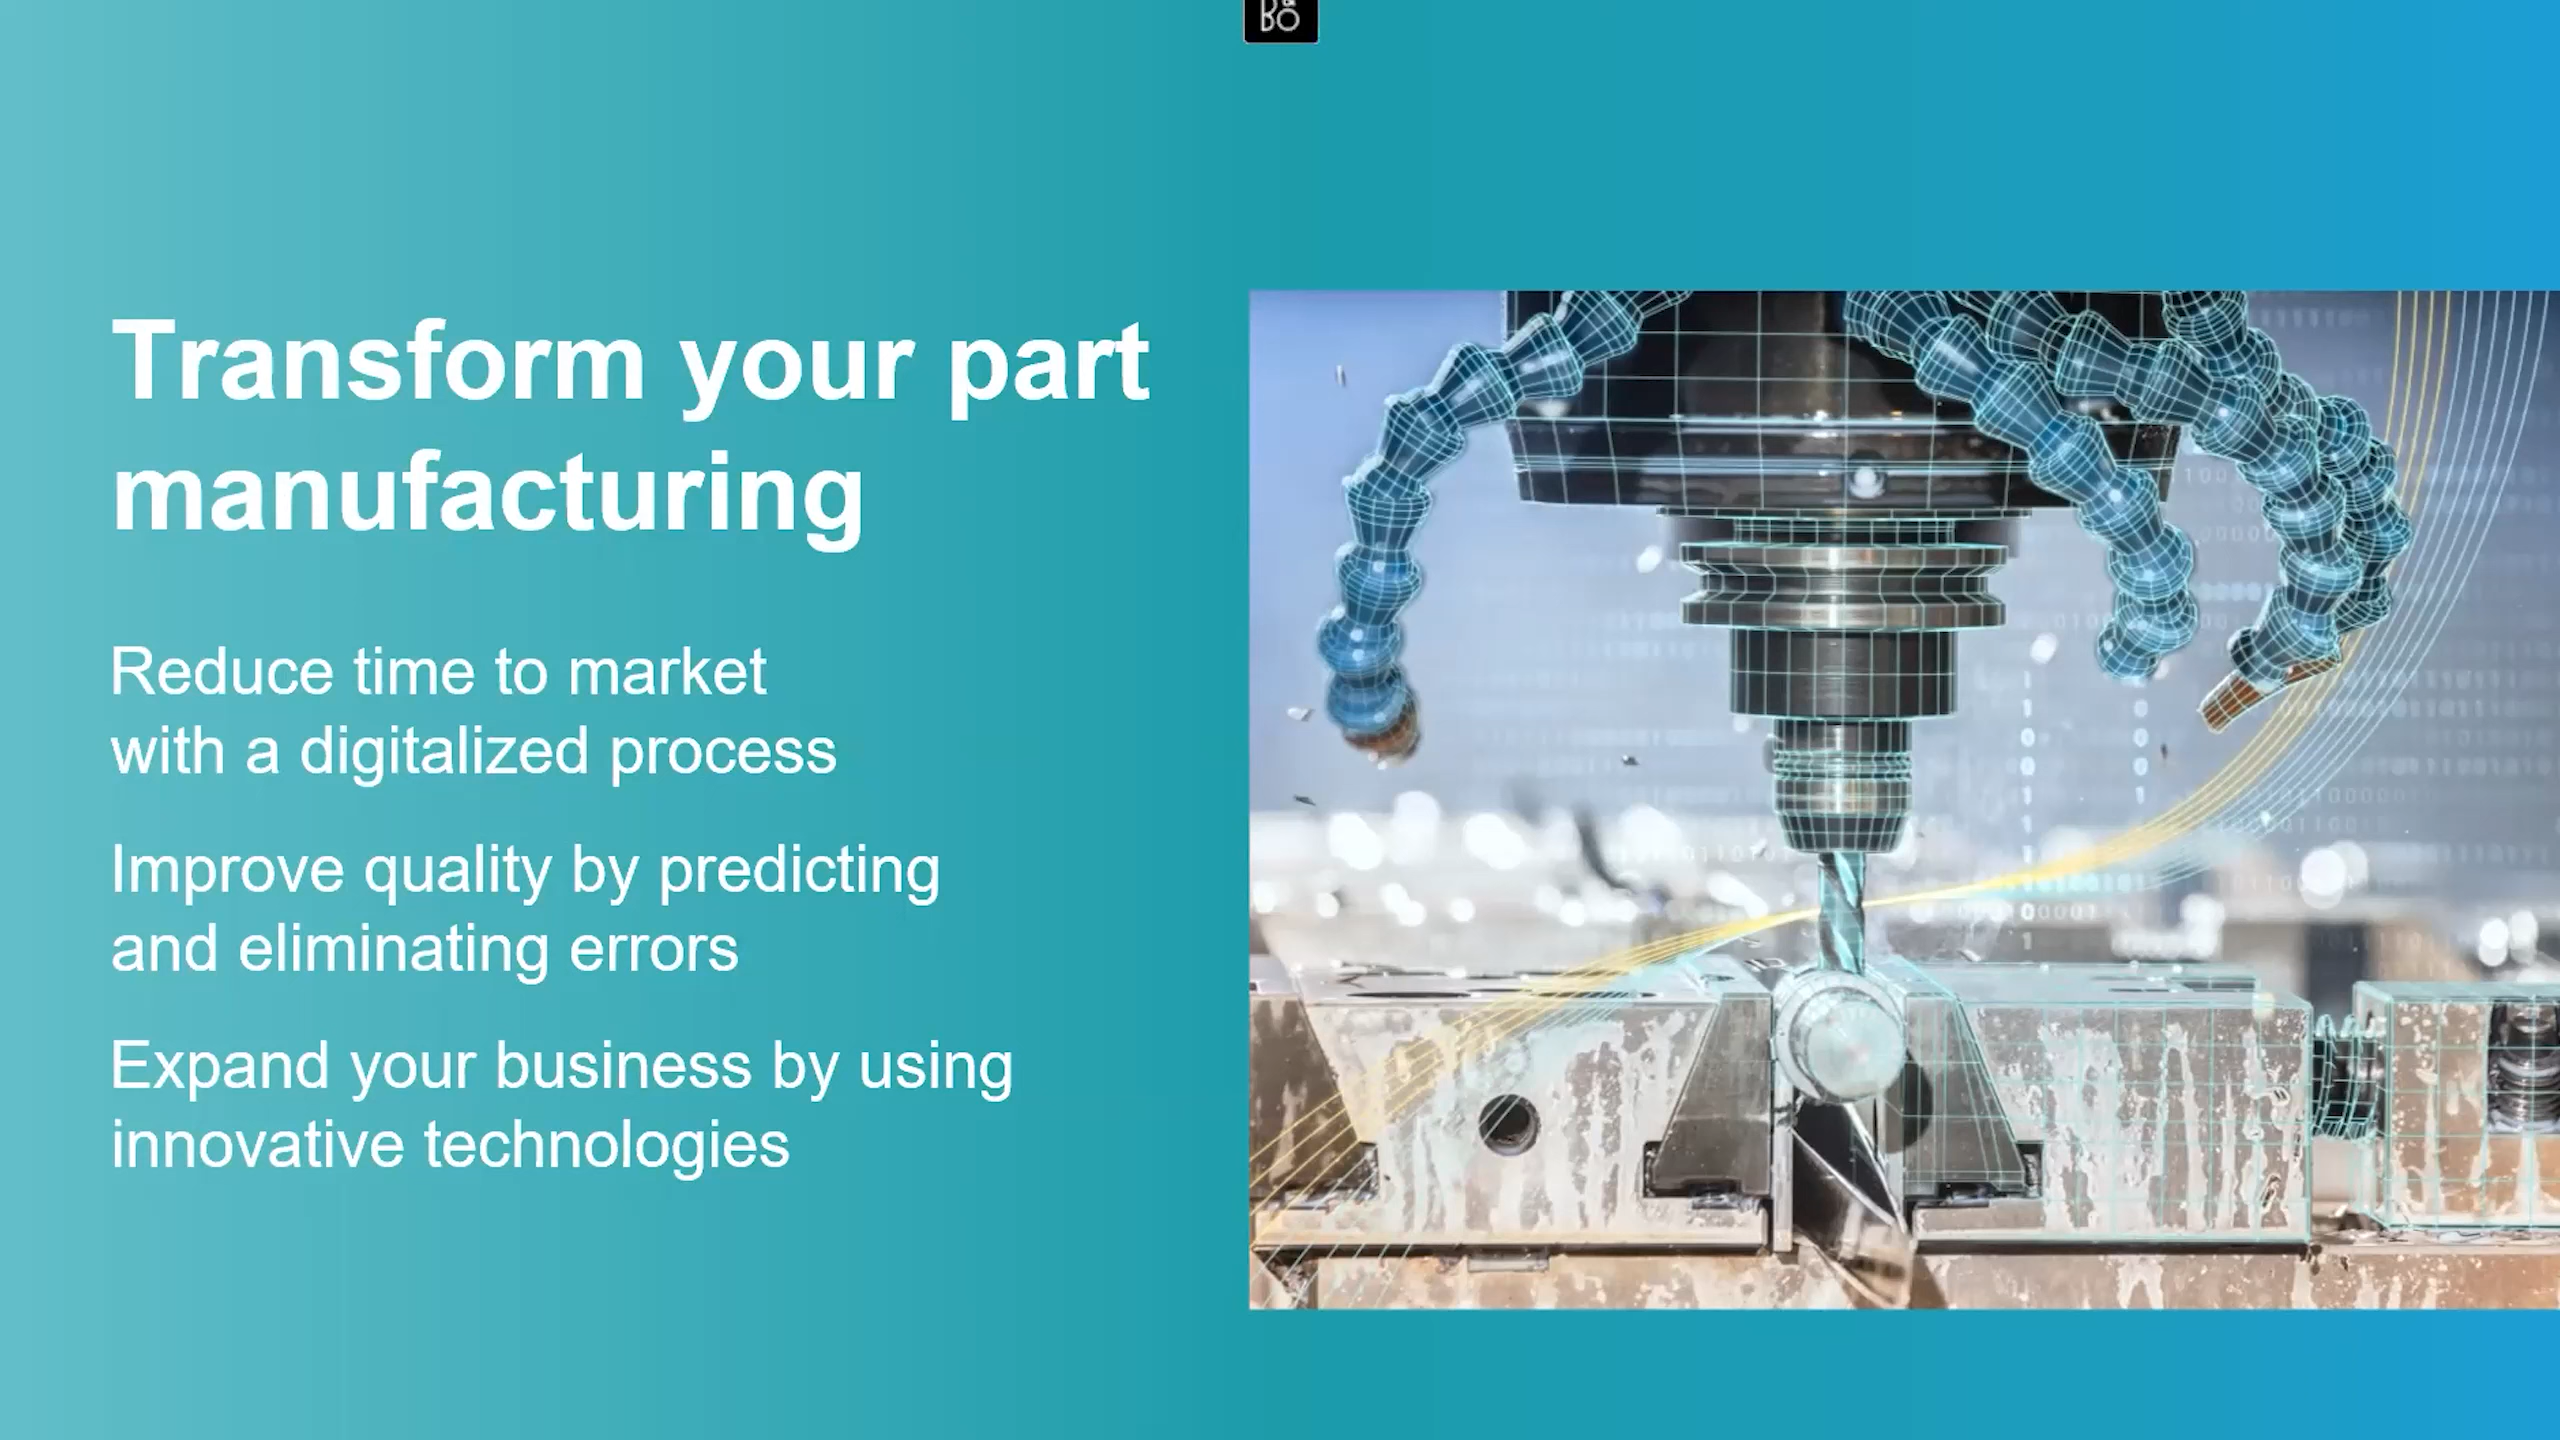 Transform your part
manufacturing
Reduce time to market
with a digitalized process
Improve quality by predicting
and eliminating errors
Expand your business by using
innovative technologies